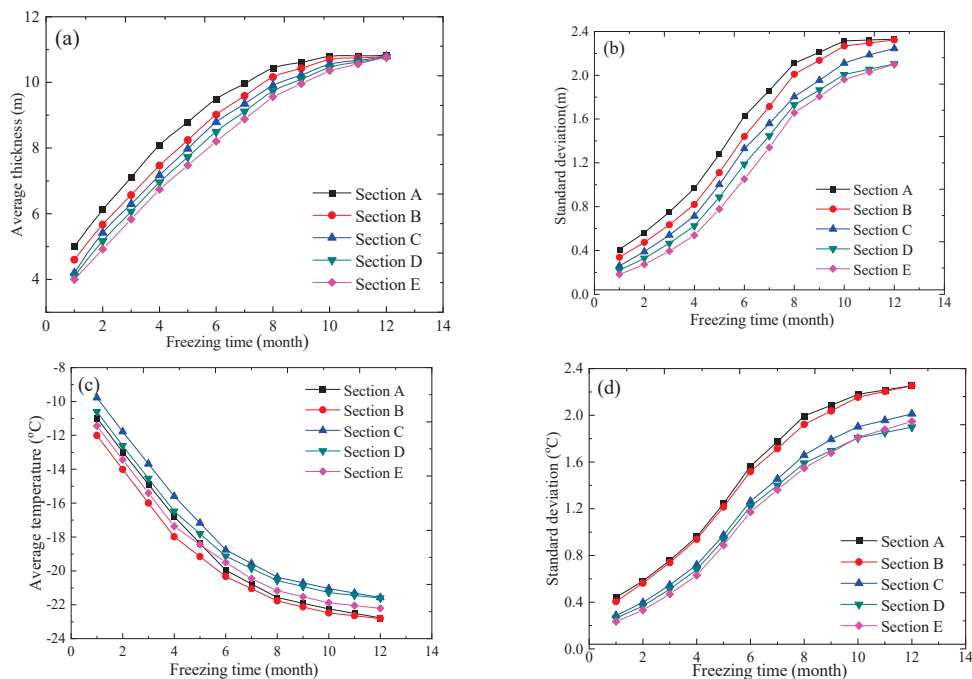 (a)
Average thickness (m)
12
10
8
6
4
Section A
Section B
Section C
Section D
Section E
0 2 4 6 8 10 12 14
Freezing time (month)
(b)
Standard deviation(m)
2.4
2.0
1.6
1.2
0.8
0.4
0.0
Section A
Section B
Section C
Section D
Section E
0 2 4 6 8 10 12 14
Freezing time (month)
(c)
Average temperature (°C)
-8
-10
-12
-14
-16
-18
-20
-22
-24
Section A
Section B
Section C
Section D
Section E
0 2 4 6 8 10 12 14
Freezing time (month)
(d)
Standard deviation (°C)
2.4
2.0
1.6
1.2
0.8
0.4
0.0
Section A
Section B
Section C
Section D
Section E
0 2 4 6 8 10 12 14
Freezing time (month)